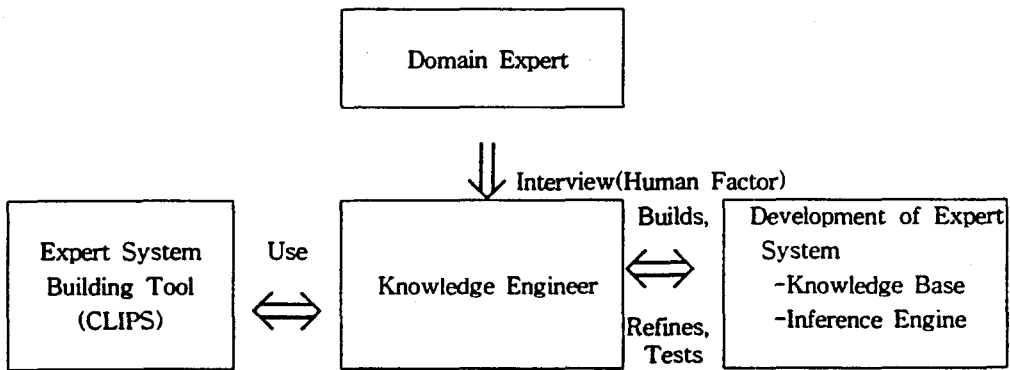 Domain Expert
Interview(Human Factor)
Expert System
Building Tool
(CLIPS)
Use
Knowledge Engineer
Builds,
Refines,
Tests
Development of Expert
System
-Knowledge Base
-Inference Engine